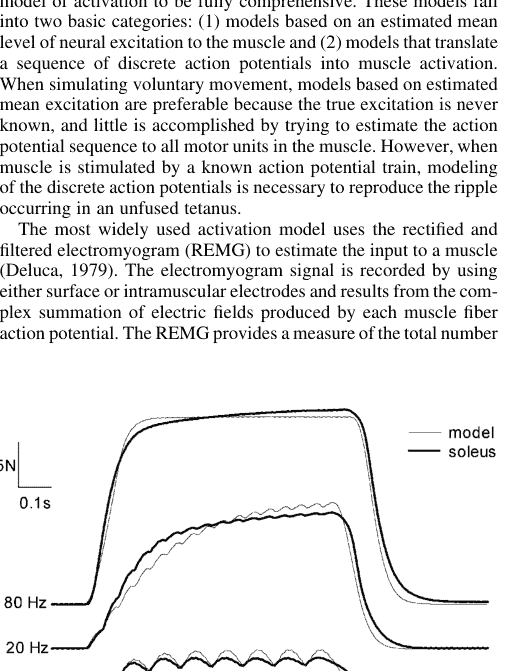 model of activation to be fully comprehensive. These models fall
into two basic categories: (1) models based on an estimated mean
level of neural excitation to the muscle and (2) models that translate
a sequence of discrete action potentials into muscle activation.
When simulating voluntary movement, models based on estimated
mean excitation are preferable because the true excitation is never
known, and little is accomplished by trying to estimate the action
potential sequence to all motor units in the muscle. However, when
muscle is stimulated by a known action potential train, modeling
of the discrete action potentials is necessary to reproduce the ripple
occurring in an unfused tetanus.
The most widely used activation model uses the rectified and
filtered electromyogram (REMG) to estimate the input to a muscle
(Deluca, 1979). The electromyogram signal is recorded by using
either surface or intramuscular electrodes and results from the com-
plex summation of electric fields produced by each muscle fiber
action potential. The REMG provides a measure of the total number
model
soleus
5N
0.1s
80 Hz
20 Hz